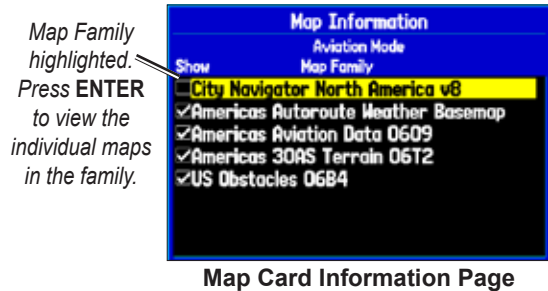 Map Family
highlighted.
Press ENTER
to view the
individual maps
in the family.
Map Information
Aviation Mode
Show Map Family
City Navigator North America v8
Americas Autoroute Weather Basemap
Americas Aviation Data 0609
Americas 30AS Terrain 06T2
US Obstacles 06B4
Map Card Information Page